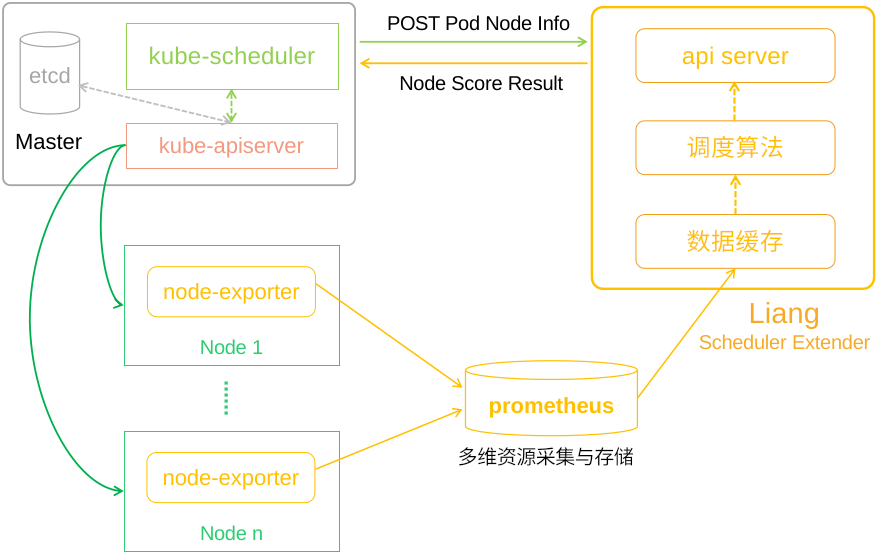 POST Pod Node Info
Node Score Result
etcd
kube-scheduler
Master
kube-apiserver
api server
调度算法
数据缓存
Liang
Scheduler Extender
node-exporter
Node 1
node-exporter
Node n
prometheus
多维资源采集与存储